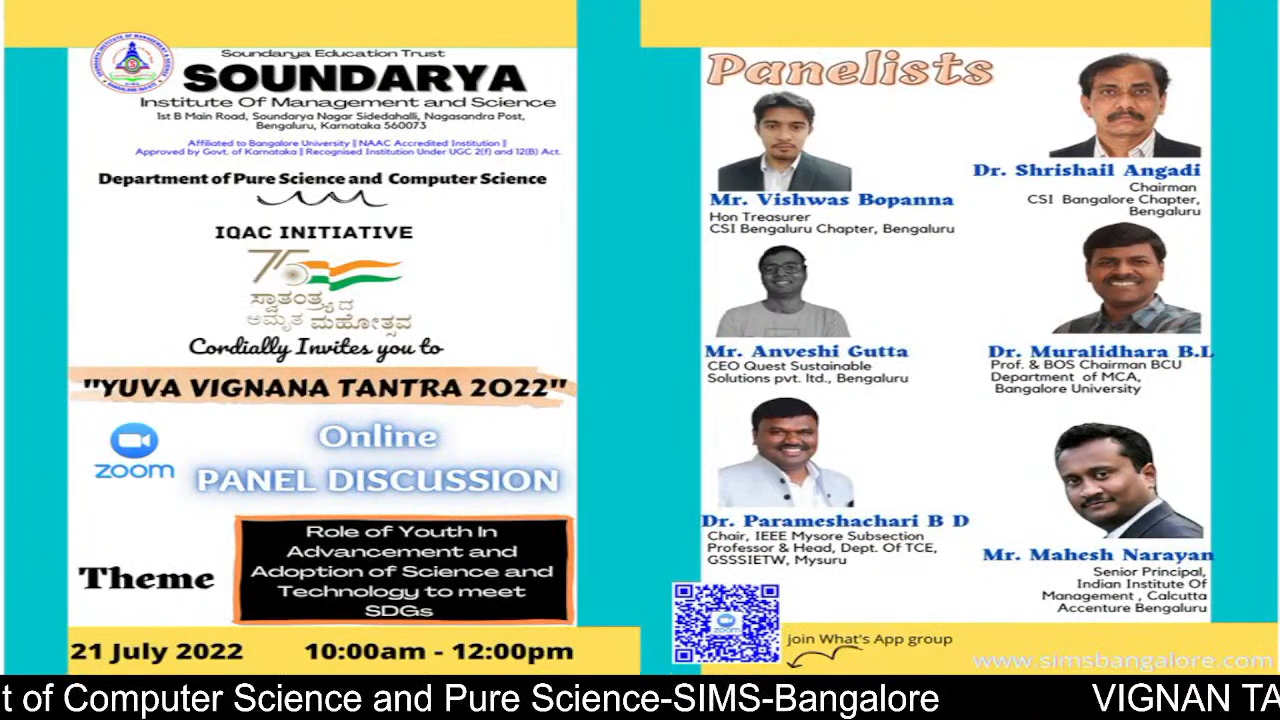 Soundarya Education Trust
SOUNDARYA
Institute Of Management and Science
1st B Main Road, Soundarya Nagar Sidedahalli, Nagasandra Post,
Bengaluru, Karnataka 560073
Affiliated to Bangalore University || NAAC Accredited Institution ||
Approved by Govt. of Karnataka || Recognised Institution Under UGC 2(f) and 12(B) Act.
Department of Pure Science and Computer Science
IQAC INITIATIVE
75
ಸ್ವಾತಂತ್ರ್ಯದ
ಅಮೃತ ಮಹೋತ್ಸವ
Cordially Invites you to
"YUVA VIGNANA TANTRA 2022"
zoom
Online
PANEL DISCUSSION
Theme
Role of Youth In
Advancement and
Adoption of Science and
Technology to meet
SDGs
21 July 2022 10:00am - 12:00pm
Panelists
Mr. Vishwas Bopanna
Hon Treasurer
CSI Bengaluru Chapter, Bengaluru
Dr. Shrishail Angadi
Chairman
CSI Bangalore Chapter,
Bengaluru
Mr. Anveshi Gutta
CEO Quest Sustainable
Solutions pvt. ltd., Bengaluru
Dr. Muralidhara B.L
Prof. & BOS Chairman BCU
Department of MCA,
Bangalore University
Dr. Parameshachari B D
Chair, IEEE Mysore Subsection
Professor & Head, Dept. Of TCE,
GSSSIETW, Mysuru
Mr. Mahesh Narayan
Senior Principal,
Indian Institute Of
Management , Calcutta
Accenture Bengaluru
zoom
join What's App group
www.simsbangalore.com
t of Computer Science and Pure Science-SIMS-Bangalore VIGNAN TA